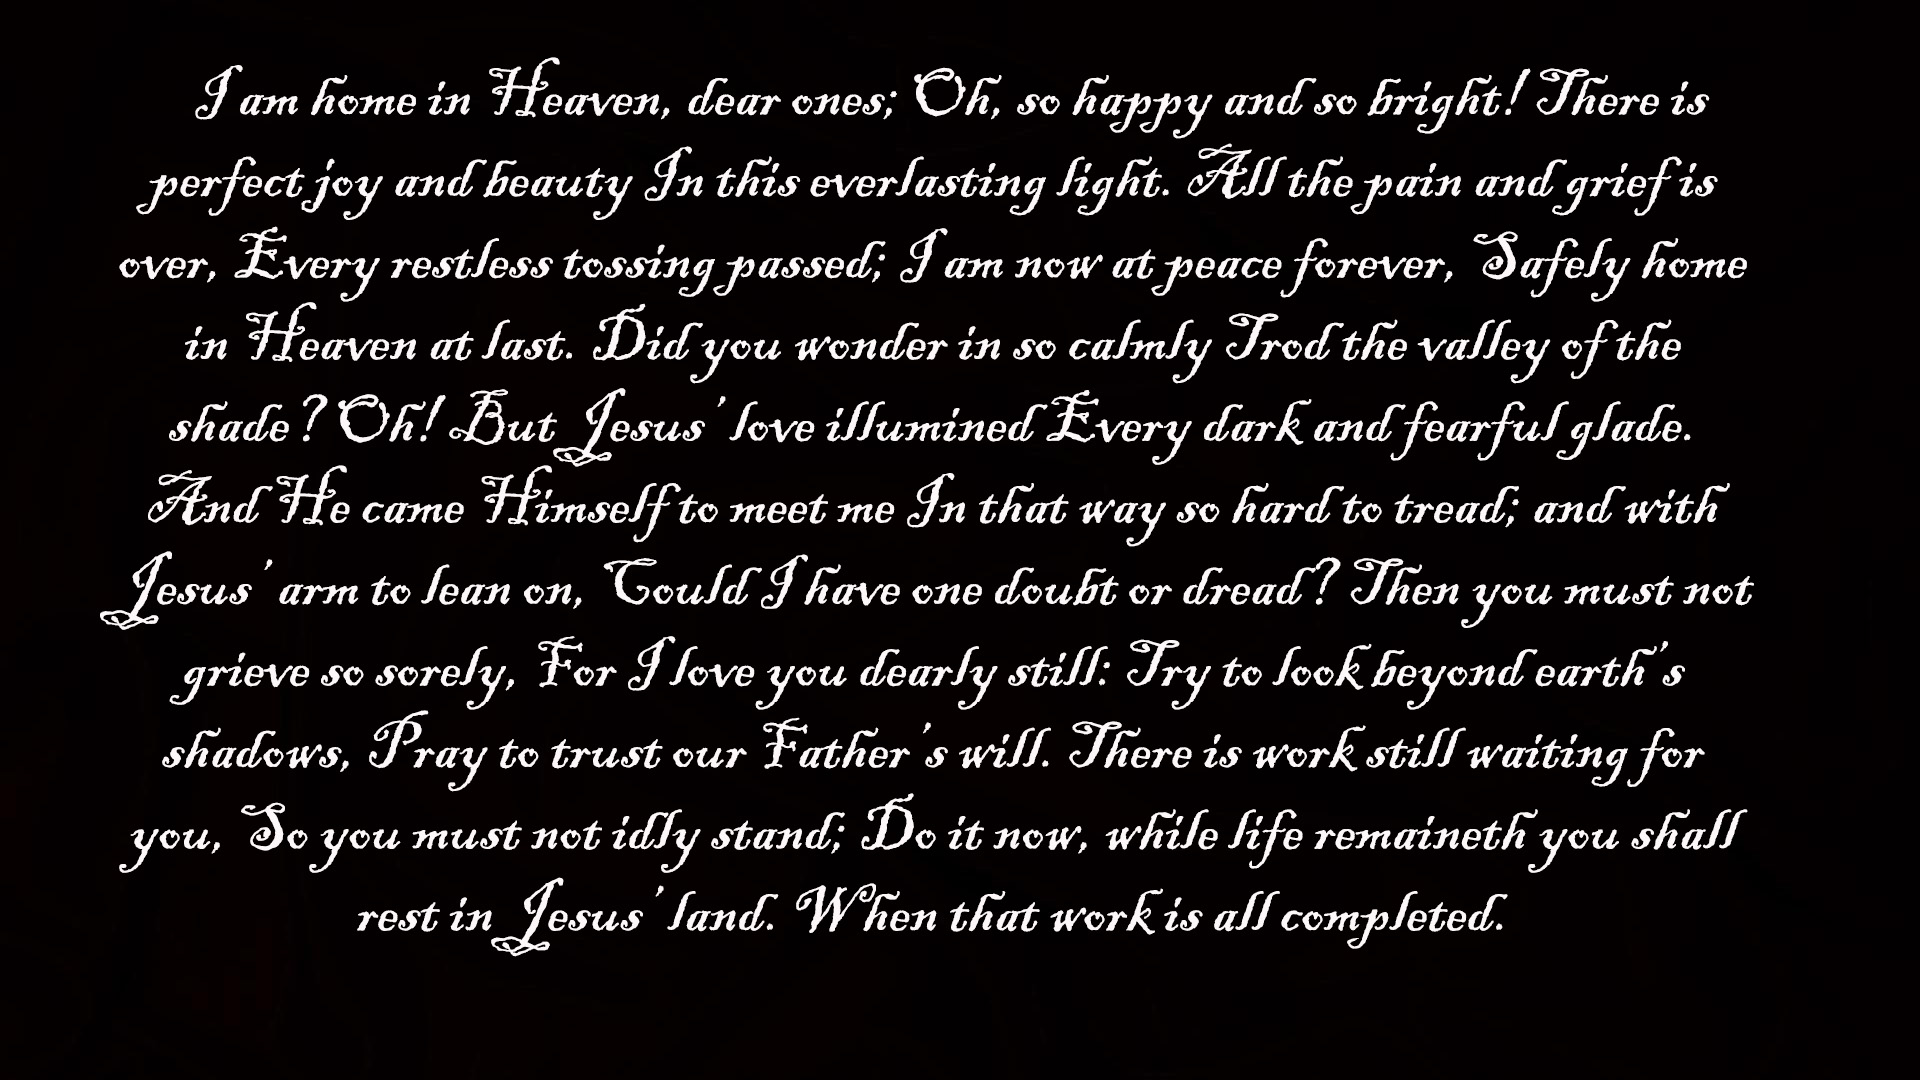 I am home in Heaven, dear ones; Oh, so happy and so bright! There is
perfect joy and beauty In this everlasting light. All the pain and grief is
over, Every restless tossing passed; I am now at peace forever, Safely home
in Heaven at last. Did you wonder in so calmly Trod the valley of the
shade? Oh! But Jesus' love illumined Every dark and fearful glade.
And He came Himself to meet me In that way so hard to tread; and with
Jesus' arm to lean on, Could I have one doubt or dread? Then you must not
grieve so sorely, For I love you dearly still: Try to look beyond earth's
shadows, Pray to trust our Father's will. There is work still waiting for
you, So you must not idly stand; Do it now, while life remaineth you shall
rest in Jesus' land. When that work is all completed.